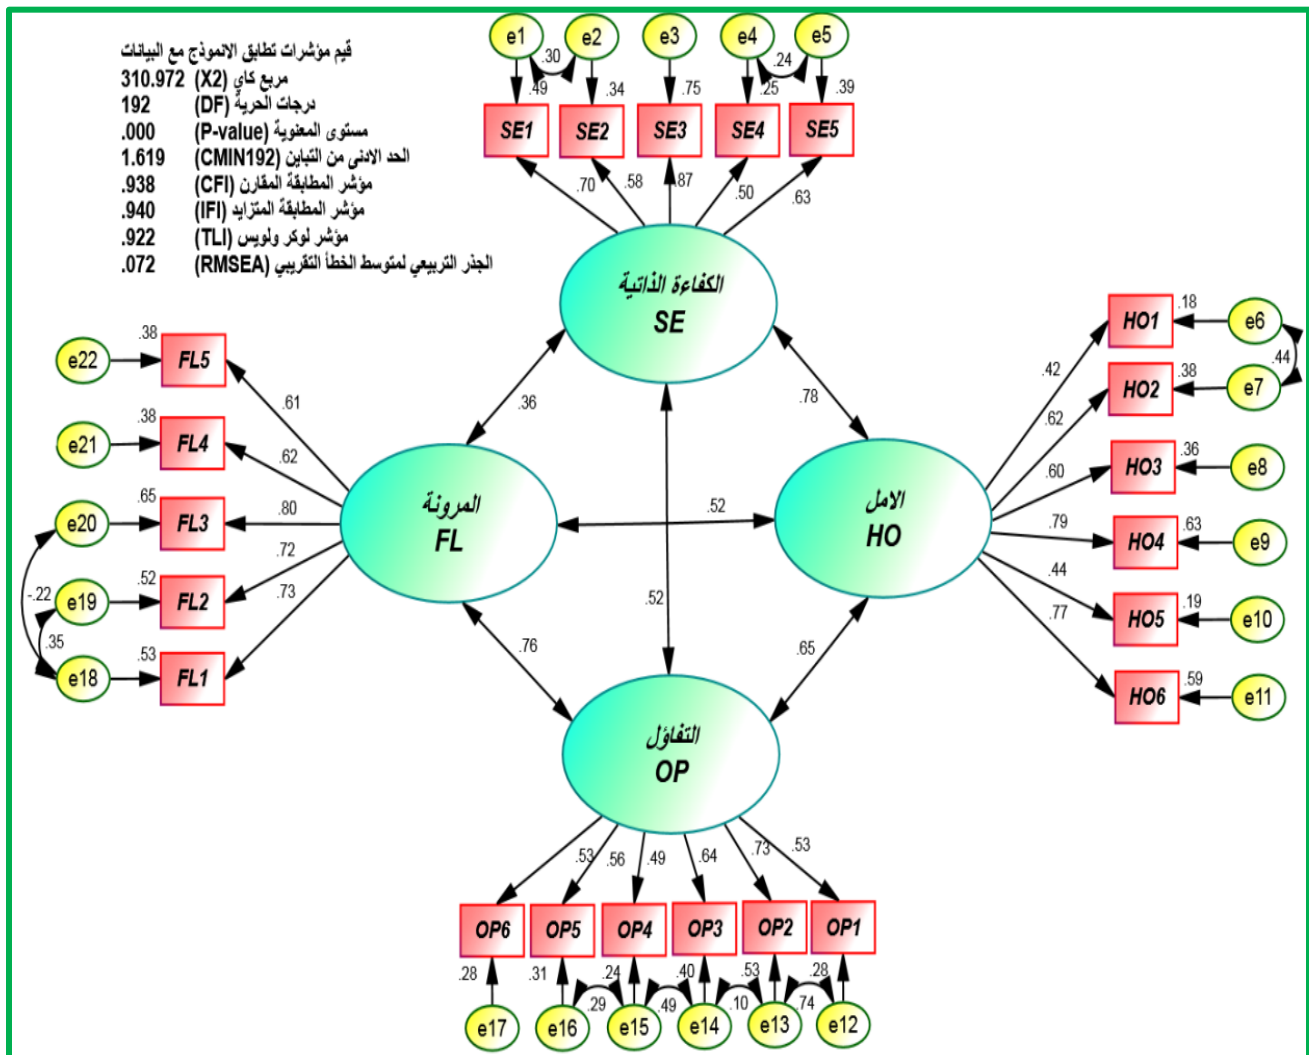 قيم مؤشرات تطابق الانموذج مع البيانات
مربع كاي (X2) 310.972
درجات الحرية (DF) 192
مستوى المعنوية (P-value) .000
الحد الادنى من التباين (CMIN192) 1.619
مؤشر المطابقة المقارن (CFI) .938
مؤشر المطابقة المتزايد (IFI) .940
مؤشر لوكر ولويس (TLI) .922
الجذر التربيعي لمتوسط الخطأ التقريبي (RMSEA) .072
e1 e2 e3 e4 e5
.30 .24
.49 .34 .75 .25 .39
SE1 SE2 SE3 SE4 SE5
.70 .58 .87 .50 .63
الكفاءة الذاتية
SE
.36 .78
.52
.52
e22 .38 FL5
e21 .38 FL4
e20 .65 FL3
e19 .52 FL2
e18 .53 FL1
-.22
.35
.61
.62
.80
.72
.73
المرونة
FL
الامل
HO
.42
.62
.60
.79
.44
.77
HO1 .18 e6
HO2 .38 e7
.44
HO3 .36 e8
HO4 .63 e9
HO5 .19 e10
HO6 .59 e11
.76 .65
التفاؤل
OP
.53 .56 .49 .64 .73 .53
OP6 OP5 OP4 OP3 OP2 OP1
.28 .31 .24 .40 .53 .28
.29 .49 .10 .74
e17 e16 e15 e14 e13 e12